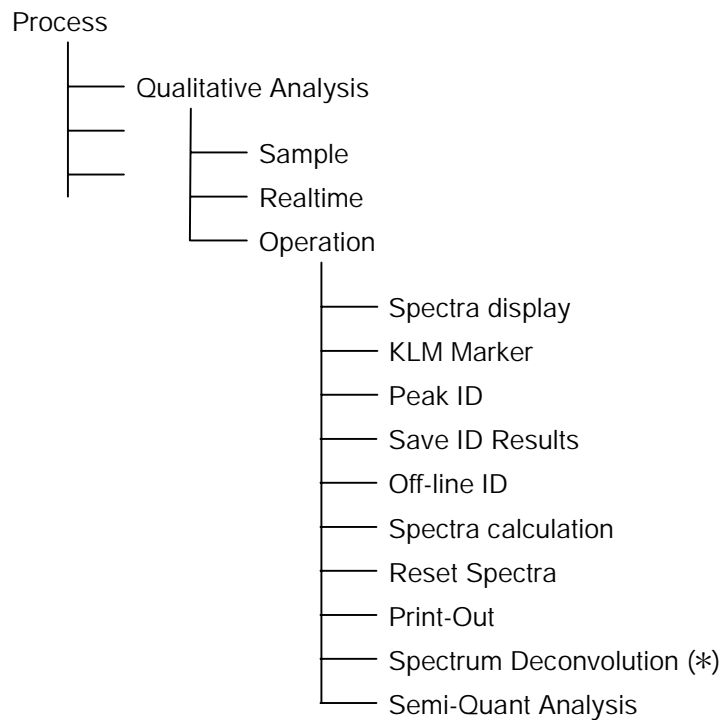 Process
Qualitative Analysis
Sample
Realtime
Operation
Spectra display
KLM Marker
Peak ID
Save ID Results
Off-line ID
Spectra calculation
Reset Spectra
Print-Out
Spectrum Deconvolution (*)
Semi-Quant Analysis